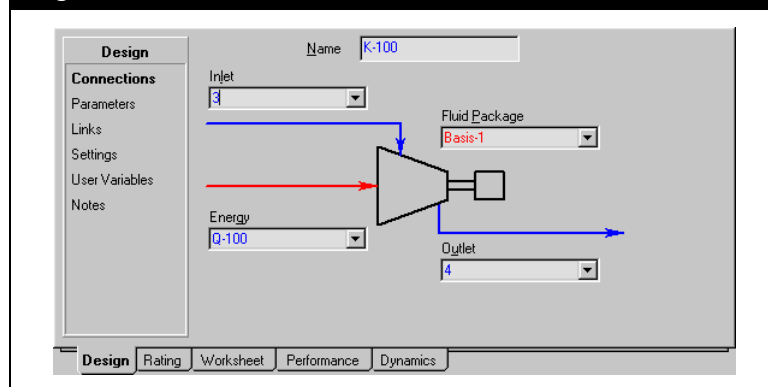 Design
Name K-100
Connections
Inlet
Parameters
3
Fluid Package
Links
Basis-1
Settings
User Variables
Notes
Energy
Q-100
Outlet
4
Design Rating Worksheet Performance Dynamics